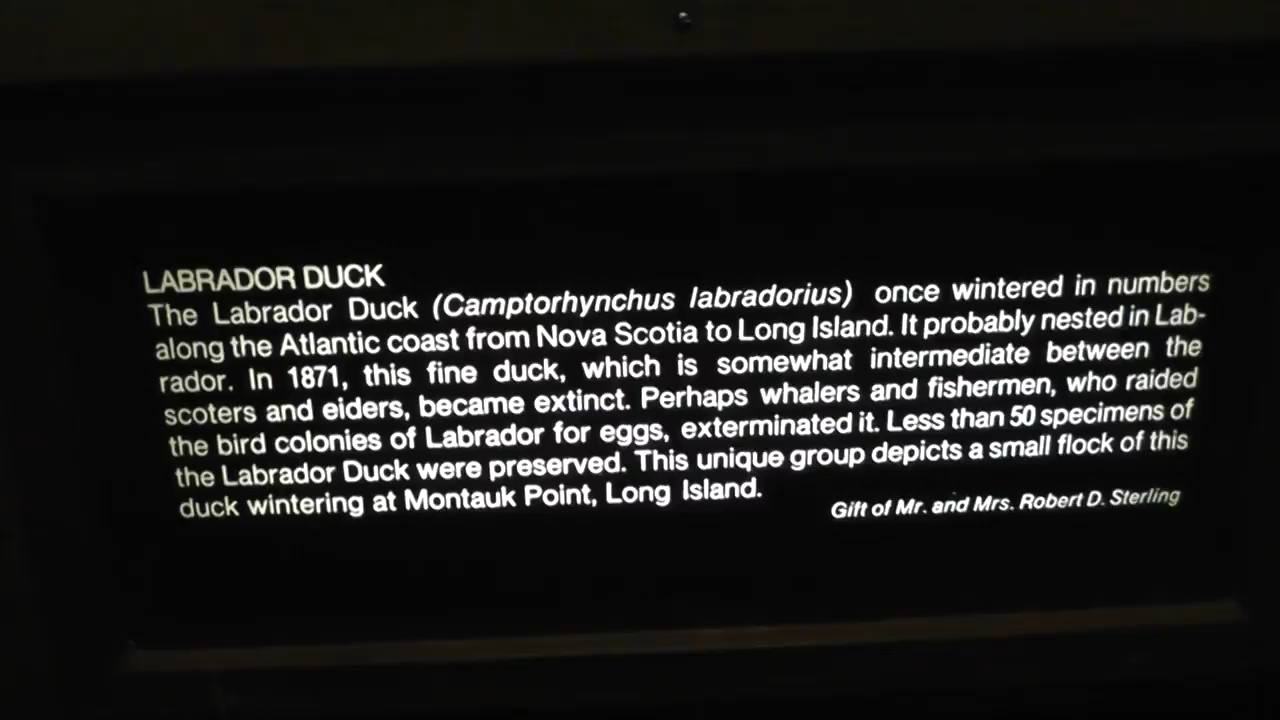 LABRADOR DUCK
The Labrador Duck (Camptorhynchus labradorius) once wintered in numbers
along the Atlantic coast from Nova Scotia to Long Island. It probably nested in Lab-
rador. In 1871, this fine duck, which is somewhat intermediate between the
scoters and eiders, became extinct. Perhaps whalers and fishermen, who raided
the bird colonies of Labrador for eggs, exterminated it. Less than 50 specimens of
the Labrador Duck were preserved. This unique group depicts a small flock of this
duck wintering at Montauk Point, Long Island.
Gift of Mr. and Mrs. Robert D. Sterling